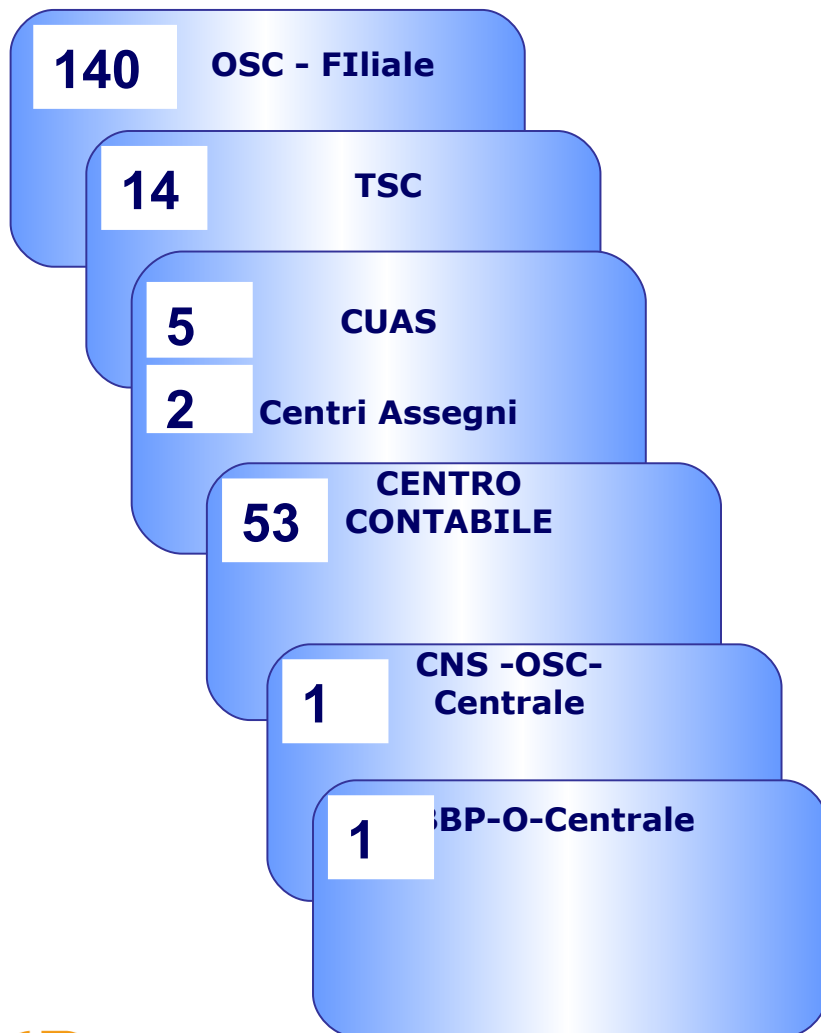 140 OSC - FIliale
14 TSC
5 CUAS
2 Centri Assegni
CENTRO
53 CONTABILE
CNS -OSC-
1 Centrale
1 BBP-O-Centrale